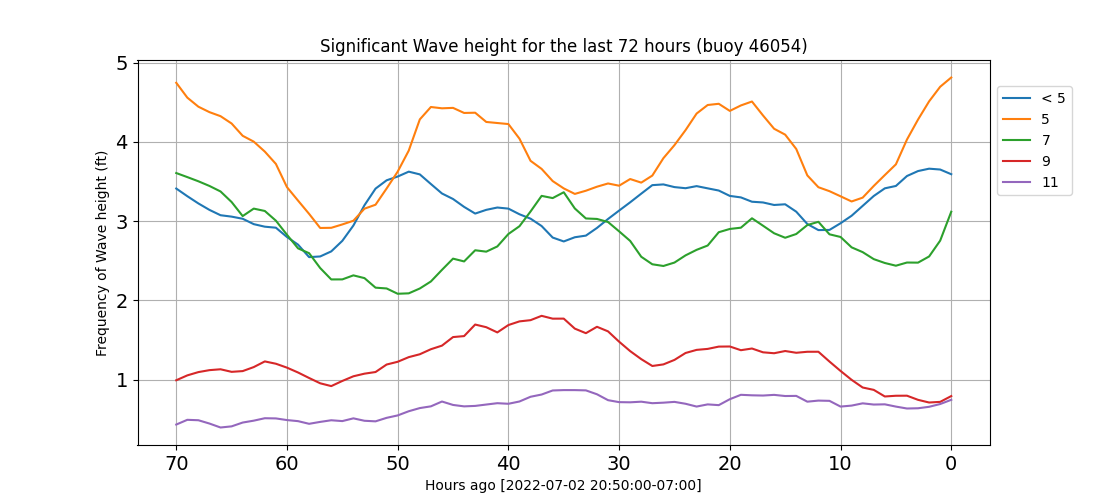 Significant Wave height for the last 72 hours (buoy 46054)
Frequency of Wave height (ft)
5
4
3
2
1
70 60 50 40 30 20 10 0
Hours ago [2022-07-02 20:50:00-07:00]
< 5
5
7
9
11